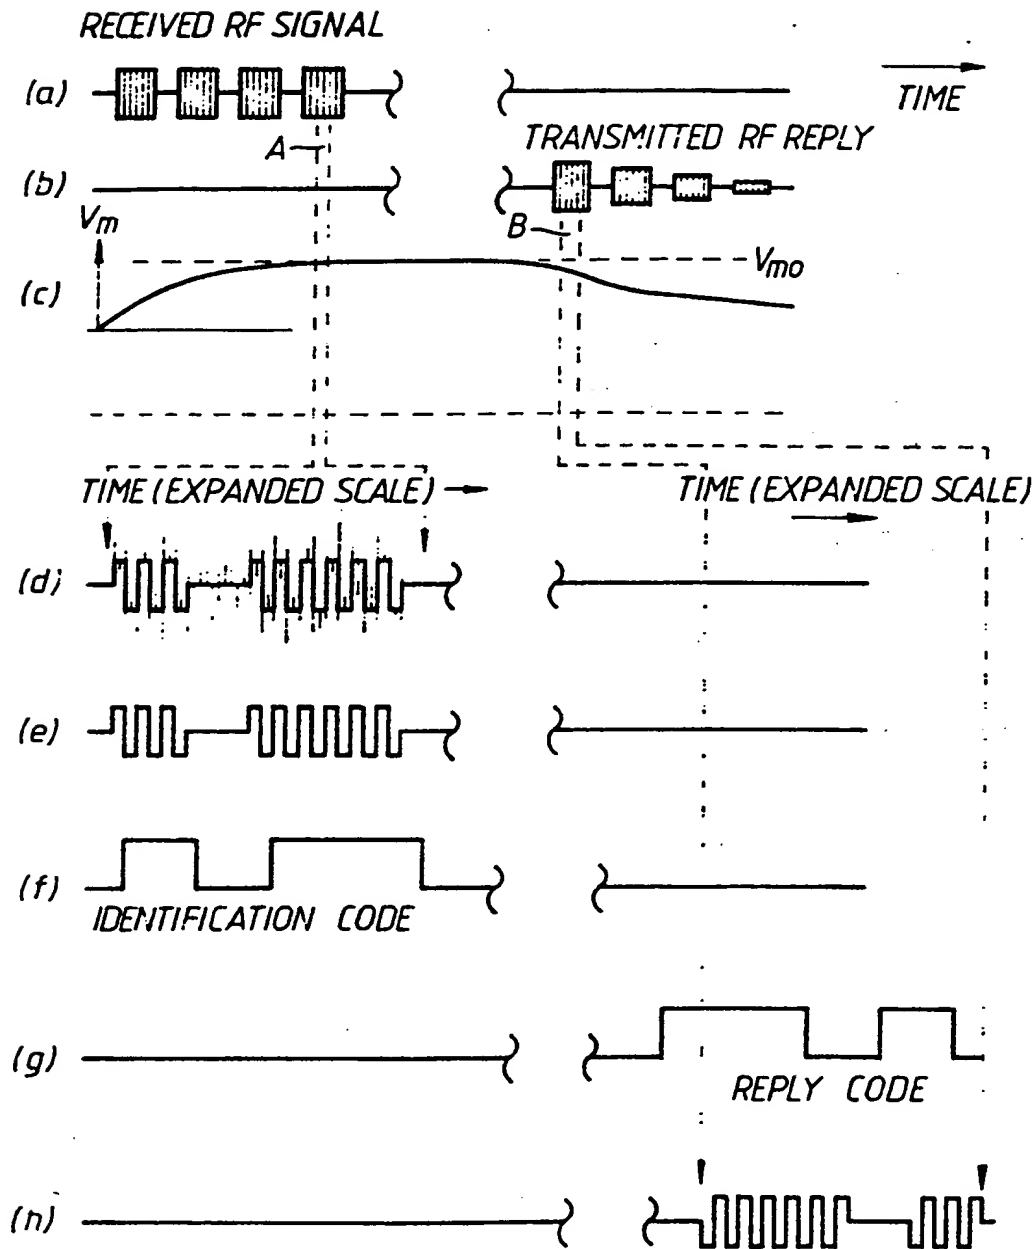 RECEIVED RF SIGNAL
(a)
TIME
A
TRANSMITTED RF REPLY
(b)
Vm
B
Vmo
(c)
TIME (EXPANDED SCALE)
TIME (EXPANDED SCALE)
(d)
(e)
(f)
IDENTIFICATION CODE
(g)
REPLY CODE
(h)